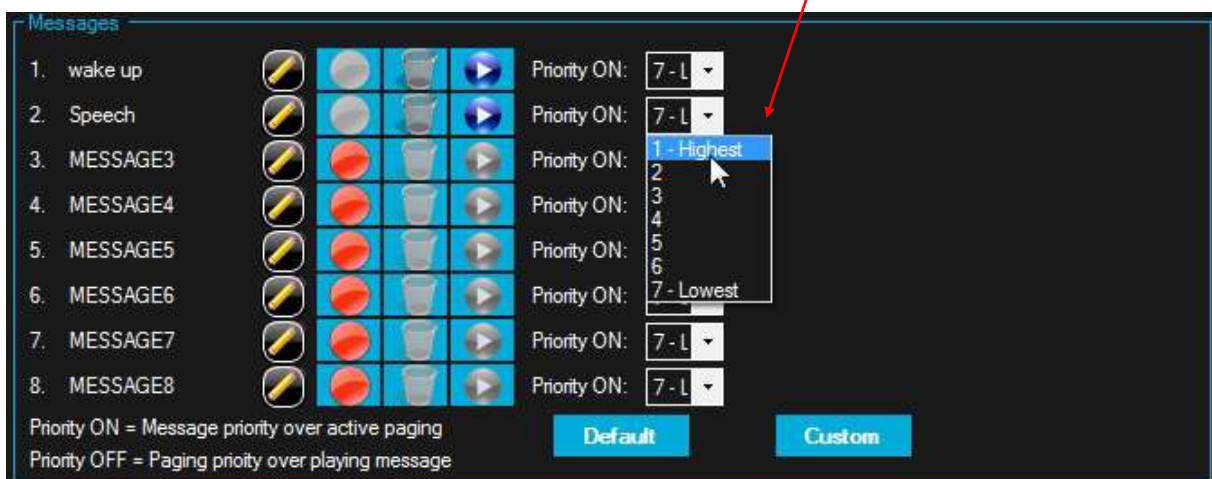 Messages
1. wake up Priority ON: 7 - L
2. Speech Priority ON: 7 - L
3. MESSAGE3 Priority ON: 1 - Highest
2
4. MESSAGE4 Priority ON: 3
4
5. MESSAGE5 Priority ON: 5
6
6. MESSAGE6 Priority ON: 7 - Lowest
7. MESSAGE7 Priority ON: 7 - L
8. MESSAGE8 Priority ON: 7 - L
Priority ON = Message priority over active paging
Priority OFF = Paging prioity over playing message
Default Custom